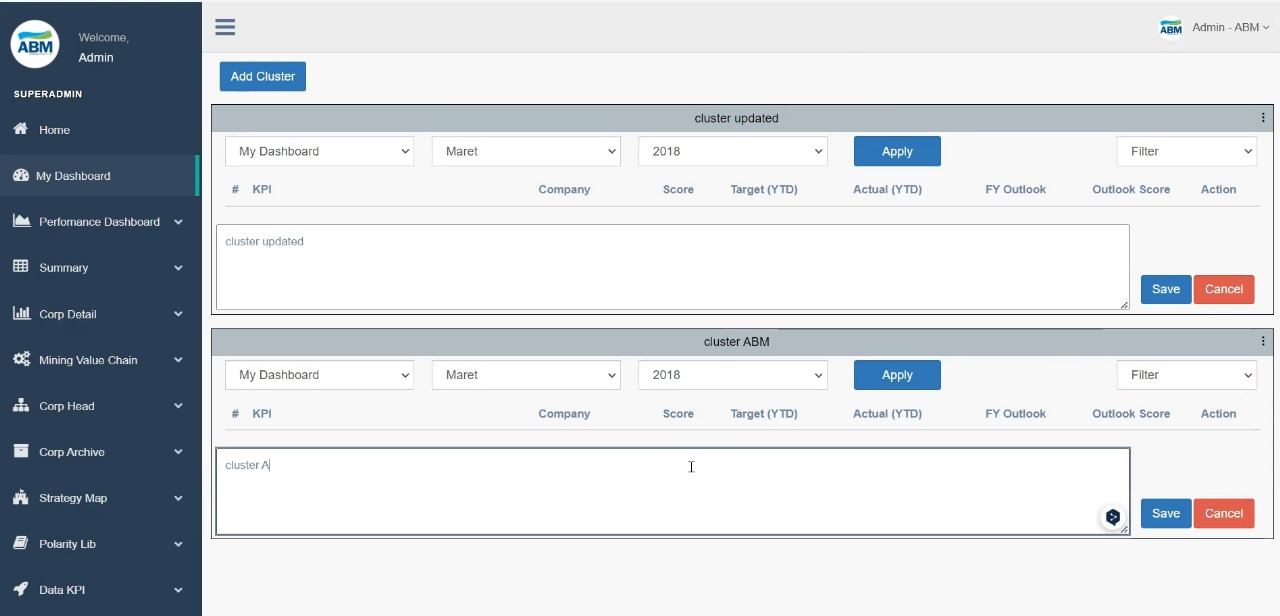 ABM
Welcome,
Admin
SUPERADMIN
Home
My Dashboard
Perfomance Dashboard
Summary
Corp Detail
Mining Value Chain
Corp Head
Corp Archive
Strategy Map
Polarity Lib
Data KPI
ABM Admin - ABM
Add Cluster
cluster updated
My Dashboard Maret 2018 Apply Filter
# KPI Company Score Target (YTD) Actual (YTD) FY Outlook Outlook Score Action
cluster updated
Save Cancel
cluster ABM
My Dashboard Maret 2018 Apply Filter
# KPI Company Score Target (YTD) Actual (YTD) FY Outlook Outlook Score Action
cluster A
Save Cancel